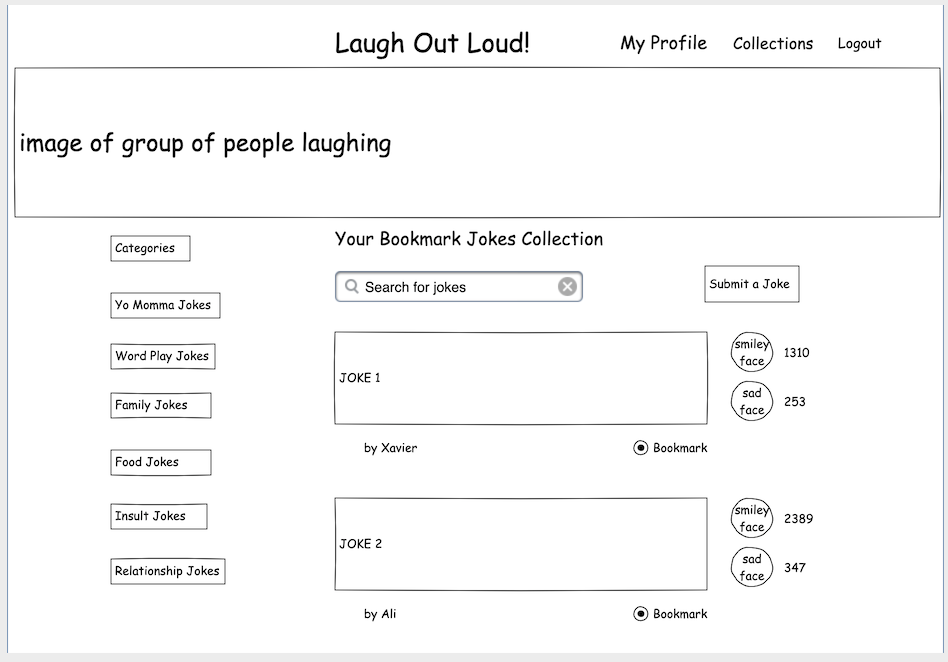 Laugh Out Loud!
My Profile
Collections
Logout
image of group of people laughing
Categories
Yo Momma Jokes
Word Play Jokes
Family Jokes
Food Jokes
Insult Jokes
Relationship Jokes
Your Bookmark Jokes Collection
Search for jokes
Submit a Joke
JOKE 1
smiley
face
1310
sad
face
253
by Xavier
Bookmark
JOKE 2
smiley
face
2389
sad
face
347
by Ali
Bookmark